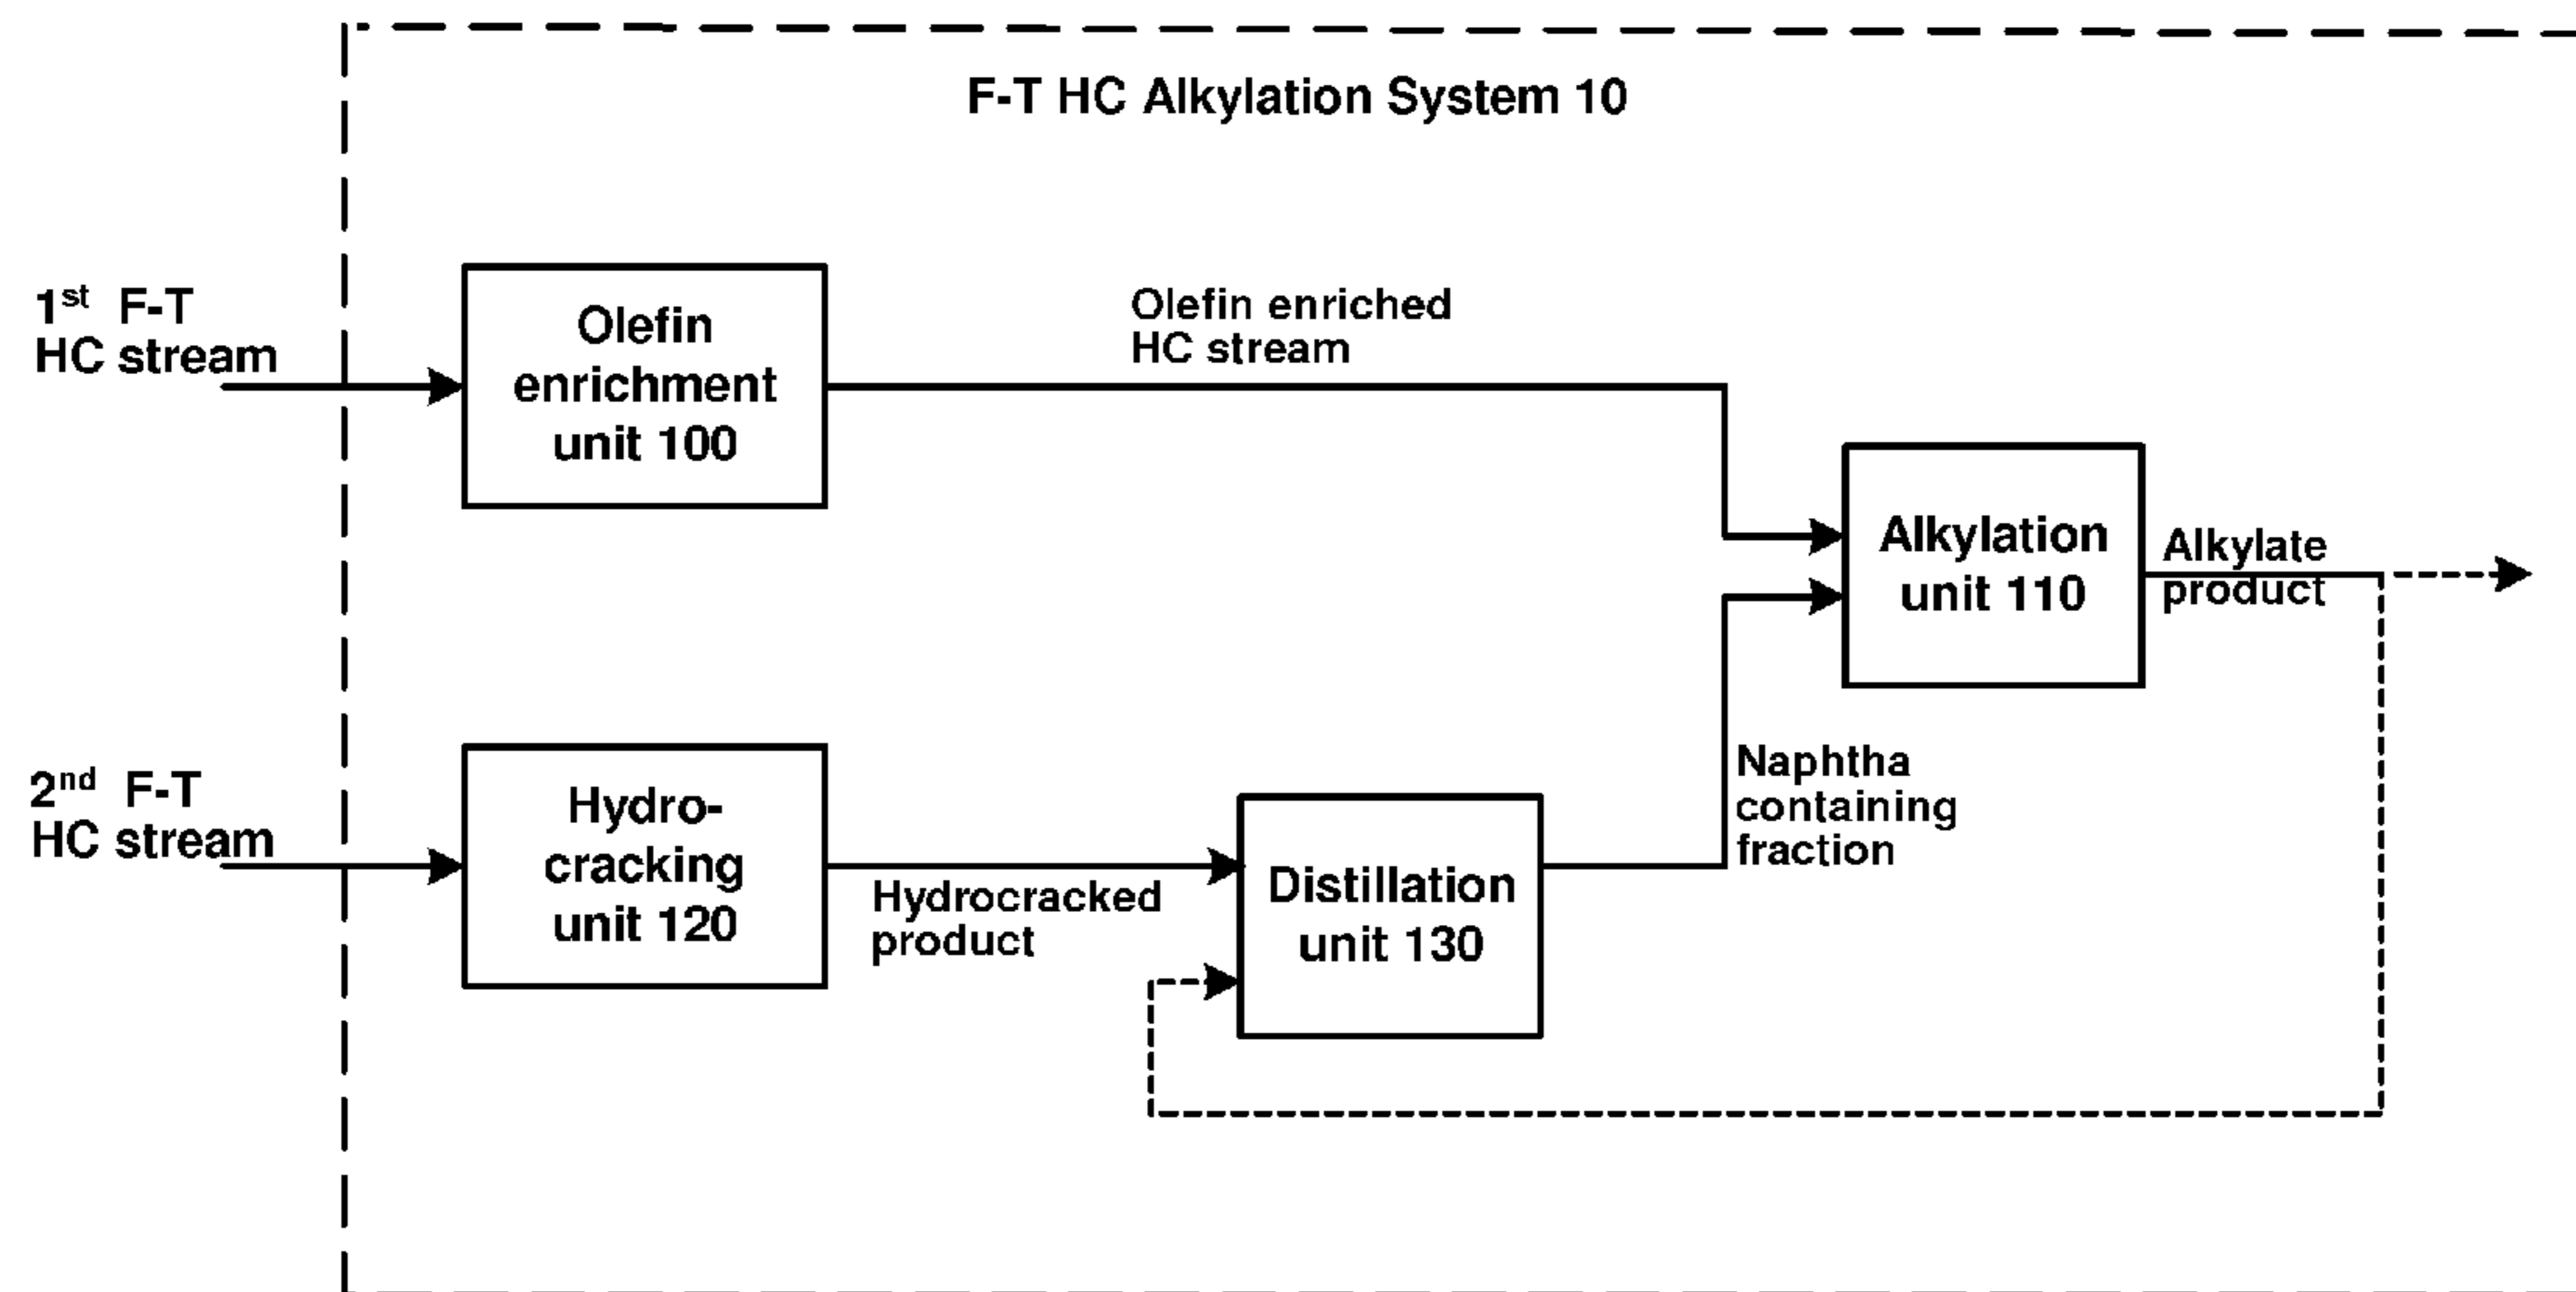 F-T HC Alkylation System 10
1st F-T
HC stream
Olefin
enrichment
unit 100
Olefin enriched
HC stream
Alkylation
unit 110
Alkylate
product
2nd F-T
HC stream
Hydro-
cracking
unit 120
Hydrocracked
product
Distillation
unit 130
Naphtha
containing
fraction